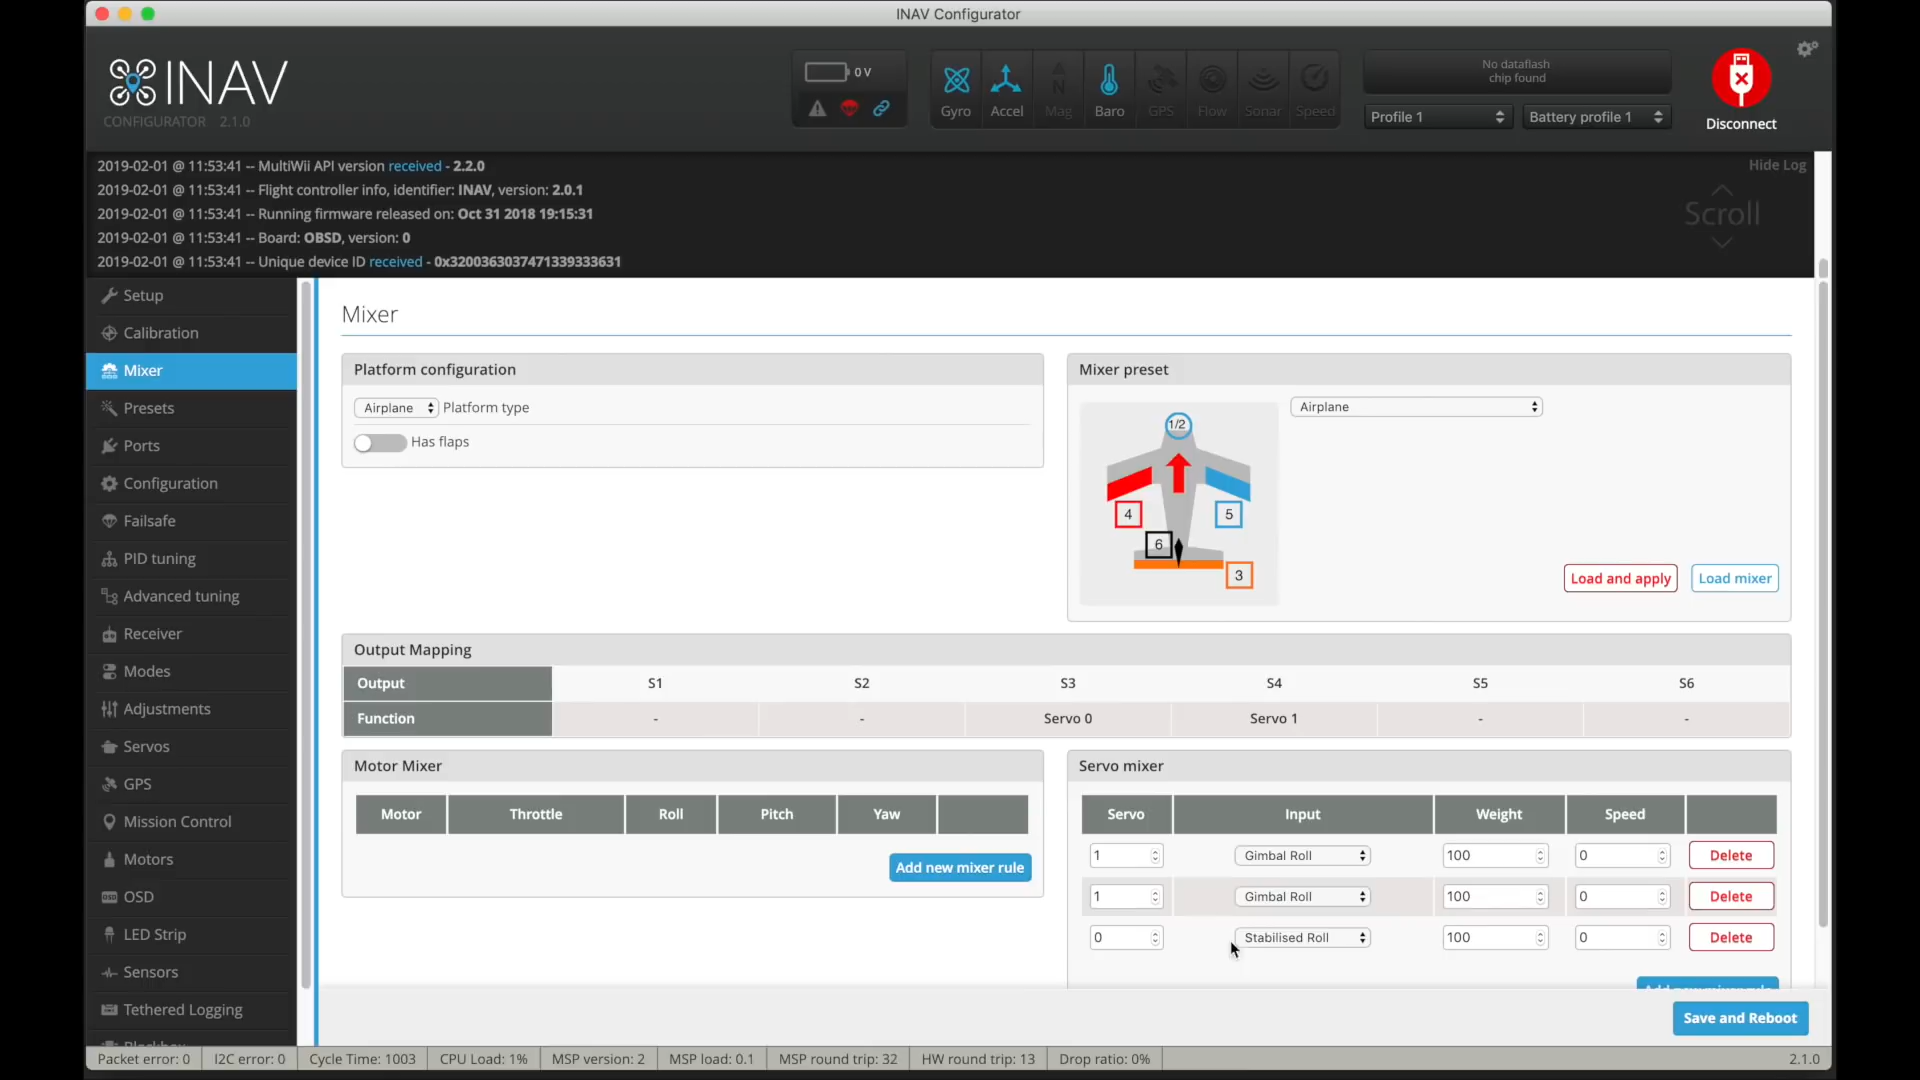 INAV Configurator
INAV
CONFIGURATOR 2.1.0
0 V
Gyro Accel Mag Baro GPS Flow Sonar Speed
No dataflash
chip found
Profile 1 Battery profile 1
Disconnect
2019-02-01 @ 11:53:41 -- MultiWii API version received - 2.2.0
2019-02-01 @ 11:53:41 -- Flight controller info, identifier: INAV, version: 2.0.1
2019-02-01 @ 11:53:41 -- Running firmware released on: Oct 31 2018 19:15:31
2019-02-01 @ 11:53:41 -- Board: OBSD, version: 0
2019-02-01 @ 11:53:41 -- Unique device ID received - 0x3200363037471339333631
Hide Log
Scroll
Setup
Calibration
Mixer
Presets
Ports
Configuration
Failsafe
PID tuning
Advanced tuning
Receiver
Modes
Adjustments
Servos
GPS
Mission Control
Motors
OSD
LED Strip
Sensors
Tethered Logging
Mixer
Platform configuration
Airplane Platform type
Has flaps
Mixer preset
Airplane
1/2
4 5
6
3
Load and apply Load mixer
Output Mapping
Output S1 S2 S3 S4 S5 S6
Function - - Servo 0 Servo 1 - -
Motor Mixer
Motor Throttle Roll Pitch Yaw
Add new mixer rule
Servo mixer
Servo Input Weight Speed
1 Gimbal Roll 100 0 Delete
1 Gimbal Roll 100 0 Delete
0 Stabilised Roll 100 0 Delete
Save and Reboot
Packet error: 0 I2C error: 0 Cycle Time: 1003 CPU Load: 1% MSP version: 2 MSP load: 0.1 MSP round trip: 32 HW round trip: 13 Drop ratio: 0% 2.1.0